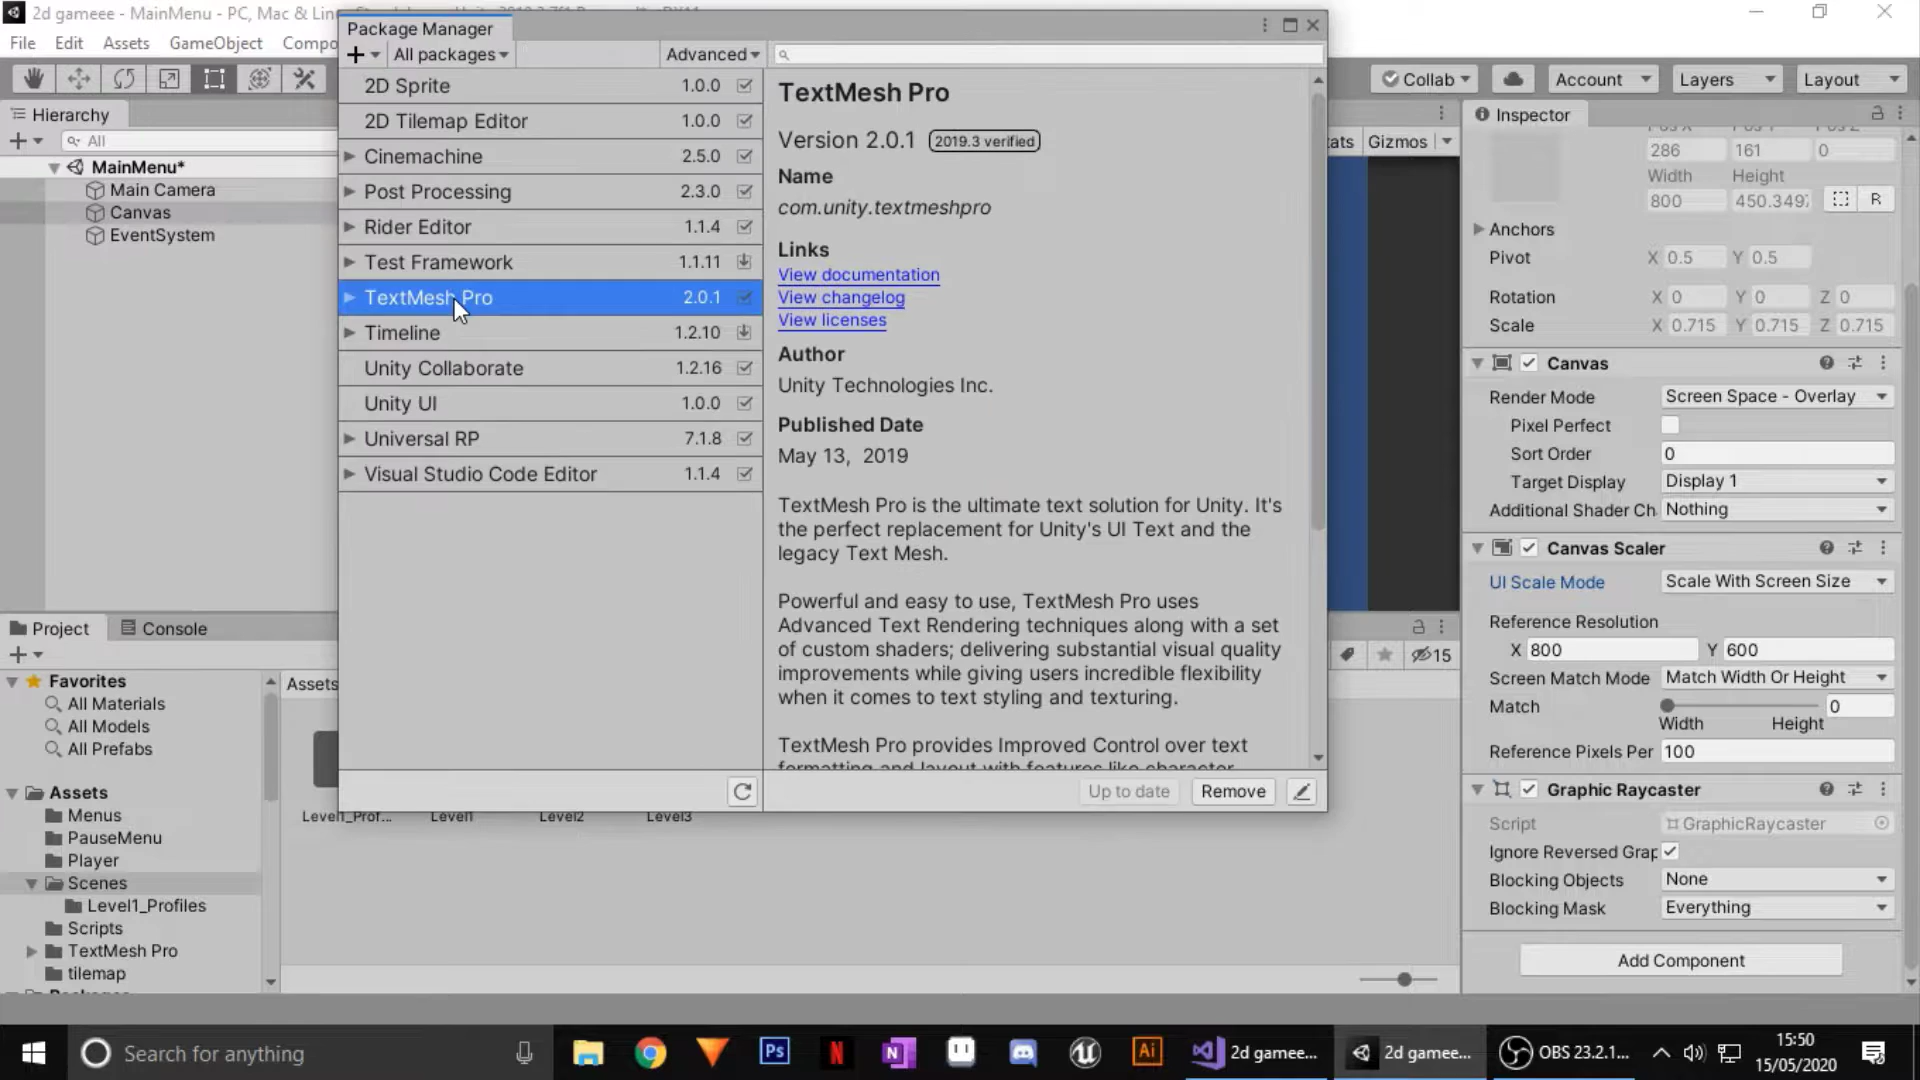 2d gameee - MainMenu - PC, Mac & Lin
File Edit Assets GameObject Compo
Package Manager
All packages Advanced
2D Sprite 1.0.0
2D Tilemap Editor 1.0.0
Cinemachine 2.5.0
Post Processing 2.3.0
Rider Editor 1.1.4
Test Framework 1.1.11
TextMesh Pro 2.0.1
Timeline 1.2.10
Unity Collaborate 1.2.16
Unity UI 1.0.0
Universal RP 7.1.8
Visual Studio Code Editor 1.1.4
TextMesh Pro
Version 2.0.1 2019.3 verified
Name
com.unity.textmeshpro
Links
View documentation
View changelog
View licenses
Author
Unity Technologies Inc.
Published Date
May 13, 2019
TextMesh Pro is the ultimate text solution for Unity. It's
the perfect replacement for Unity's UI Text and the
legacy Text Mesh.
Powerful and easy to use, TextMesh Pro uses
Advanced Text Rendering techniques along with a set
of custom shaders; delivering substantial visual quality
improvements while giving users incredible flexibility
when it comes to text styling and texturing.
TextMesh Pro provides Improved Control over text
formatting and layout with features like character
Up to date Remove
Hierarchy
All
MainMenu*
Main Camera
Canvas
EventSystem
Project Console
Favorites
All Materials
All Models
All Prefabs
Assets
Menus
PauseMenu
Player
Scenes
Level1_Profiles
Scripts
TextMesh Pro
tilemap
Assets
Level1_Prof... Level1 Level2 Level3
15
Collab Account Layers Layout
tats Gizmos
Inspector
286 161 0
Width Height
800 450.349 R
Anchors
Pivot X 0.5 Y 0.5
Rotation X 0 Y 0 Z 0
Scale X 0.715 Y 0.715 Z 0.715
Canvas
Render Mode Screen Space - Overlay
Pixel Perfect
Sort Order 0
Target Display Display 1
Additional Shader Ch Nothing
Canvas Scaler
UI Scale Mode Scale With Screen Size
Reference Resolution
X 800 Y 600
Screen Match Mode Match Width Or Height
Match 0
Width Height
Reference Pixels Per 100
Graphic Raycaster
Script GraphicRaycaster
Ignore Reversed Grap
Blocking Objects None
Blocking Mask Everything
Add Component
Search for anything
Ps N N Ai
2d gamee... 2d gamee... OBS 23.2.1...
15:50
15/05/2020